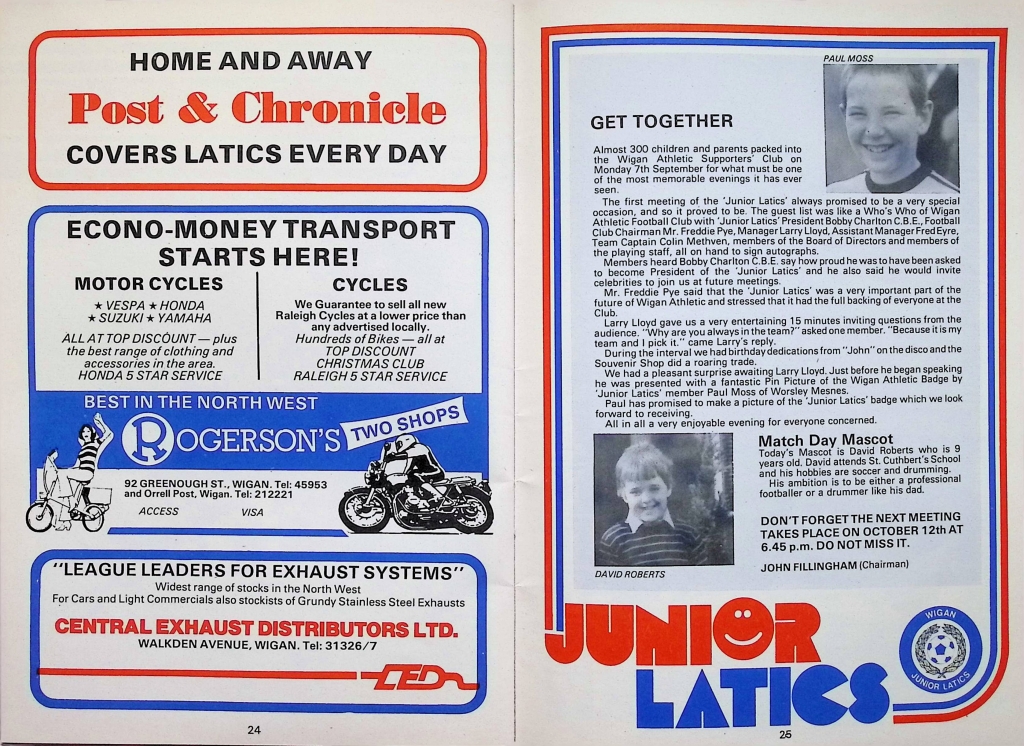 HOME AND AWAY
Post & Chronicle
COVERS LATICS EVERY DAY
ECONO-MONEY TRANSPORT
STARTS HERE!
MOTOR CYCLES
★ VESPA ★ HONDA
★ SUZUKI ★ YAMAHA
ALL AT TOP DISCOUNT — plus
the best range of clothing and
accessories in the area.
HONDA 5 STAR SERVICE
CYCLES
We Guarantee to sell all new
Raleigh Cycles at a lower price than
any advertised locally.
Hundreds of Bikes — all at
TOP DISCOUNT
CHRISTMAS CLUB
RALEIGH 5 STAR SERVICE
BEST IN THE NORTH WEST
ROGERSON'S TWO SHOPS
92 GREENOUGH ST., WIGAN. Tel: 45953
and Orrell Post, Wigan. Tel: 212221
ACCESS VISA
"LEAGUE LEADERS FOR EXHAUST SYSTEMS"
Widest range of stocks in the North West
For Cars and Light Commercials also stockists of Grundy Stainless Steel Exhausts
CENTRAL EXHAUST DISTRIBUTORS LTD.
WALKDEN AVENUE, WIGAN. Tel: 31326/7
CED
24
PAUL MOSS
GET TOGETHER
Almost 300 children and parents packed into
the Wigan Athletic Supporters' Club on
Monday 7th September for what must be one
of the most memorable evenings it has ever
seen.
The first meeting of the 'Junior Latics' always promised to be a very special
occasion, and so it proved to be. The guest list was like a Who's Who of Wigan
Athletic Football Club with 'Junior Latics' President Bobby Charlton C.B.E., Football
Club Chairman Mr. Freddie Pye, Manager Larry Lloyd, Assistant Manager Fred Eyre,
Team Captain Colin Methven, members of the Board of Directors and members of
the playing staff, all on hand to sign autographs.
Members heard Bobby Charlton C.B.E. say how proud he was to have been asked
to become President of the 'Junior Latics' and he also said he would invite
celebrities to join us at future meetings.
Mr. Freddie Pye said that the 'Junior Latics' was a very important part of the
future of Wigan Athletic and stressed that it had the full backing of everyone at the
Club.
Larry Lloyd gave us a very entertaining 15 minutes inviting questions from the
audience. "Why are you always in the team?" asked one member. "Because it is my
team and I pick it." came Larry's reply.
During the interval we had birthday dedications from "John" on the disco and the
Souvenir Shop did a roaring trade.
We had a pleasant surprise awaiting Larry Lloyd. Just before he began speaking
he was presented with a fantastic Pin Picture of the Wigan Athletic Badge by
'Junior Latics' member Paul Moss of Worsley Mesnes.
Paul has promised to make a picture of the 'Junior Latics' badge which we look
forward to receiving.
All in all a very enjoyable evening for everyone concerned.
Match Day Mascot
Today's Mascot is David Roberts who is 9
years old. David attends St. Cuthbert's School
and his hobbies are soccer and drumming.
His ambition is to be either a professional
footballer or a drummer like his dad.
DON'T FORGET THE NEXT MEETING
TAKES PLACE ON OCTOBER 12th AT
6.45 p.m. DO NOT MISS IT.
JOHN FILLINGHAM (Chairman)
DAVID ROBERTS
JUNIOR
LATICS
WIGAN
JUNIOR LATICS
25